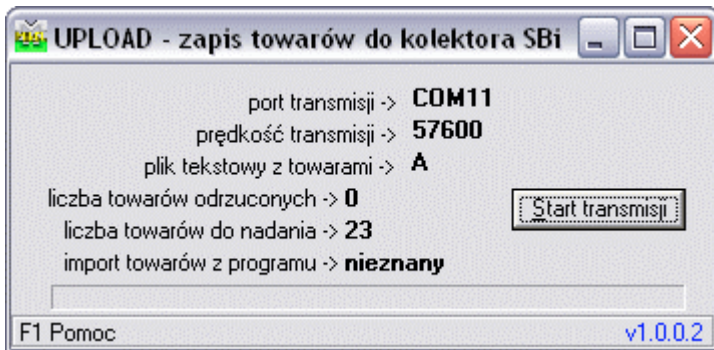 UPLOAD - zapis towarów do kolektora SBi
port transmisji -> COM11
prędkość transmisji -> 57600
plik tekstowy z towarami -> A
liczba towarów odrzuconych -> 0
Start transmisji
liczba towarów do nadania -> 23
import towarów z programu -> nieznany
F1 Pomoc v1.0.0.2